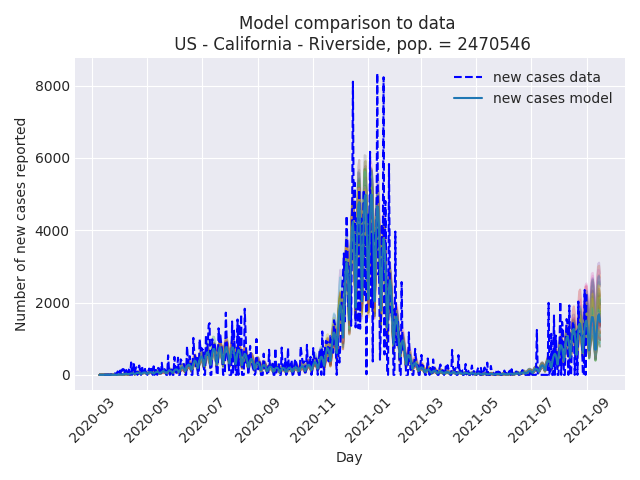 Model comparison to data
US - California - Riverside, pop. = 2470546
new cases data
new cases model
Number of new cases reported
8000
6000
4000
2000
0
2020-03
2020-05
2020-07
2020-09
2020-11
2021-01
2021-03
2021-05
2021-07
2021-09
Day